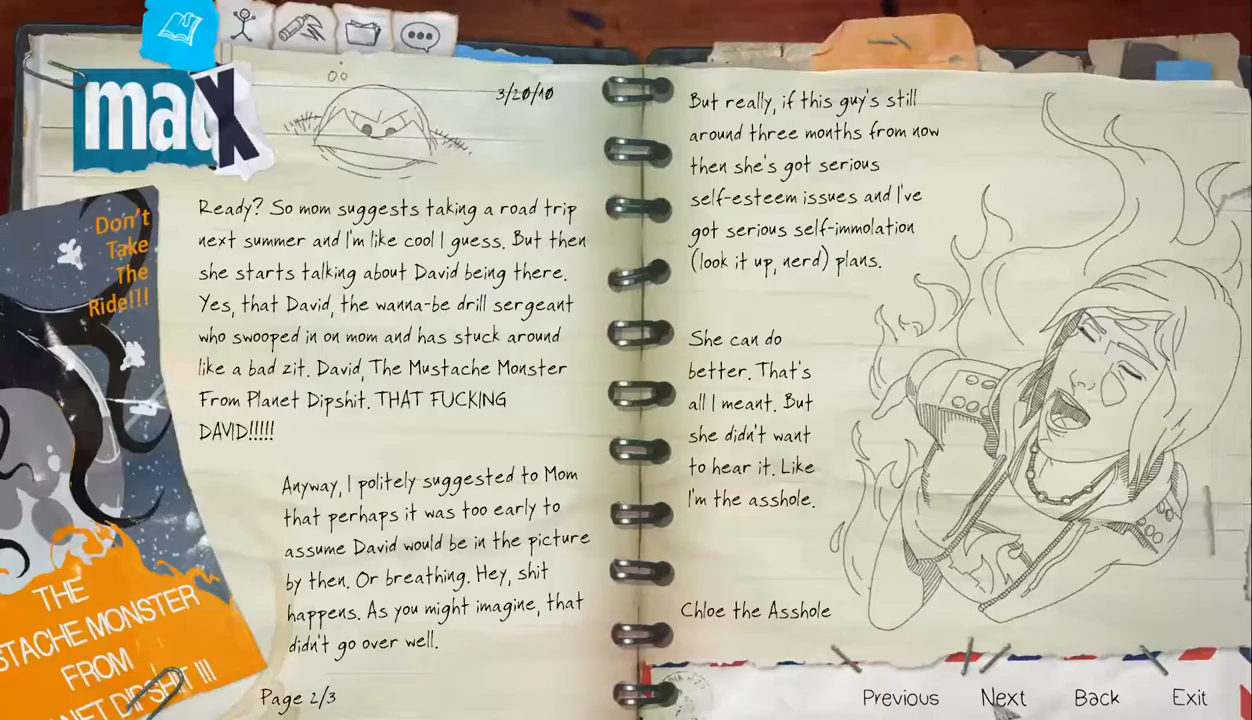 maX
3/20/10
Ready? So mom suggests taking a road trip
next summer and I'm like cool I guess. But then
she starts talking about David being there.
Yes, that David, the wanna-be drill sergeant
who swooped in on mom and has stuck around
like a bad zit. David, The Mustache Monster
From Planet Dipshit. THAT FUCKING
DAVID!!!!!
Anyway, I politely suggested to Mom
that perhaps it was too early to
assume David would be in the picture
by then. Or breathing. Hey, shit
happens. As you might imagine, that
didn't go over well.
Page 2/3
Don't
Take
The
Ride!!!
THE
STACHE MONSTER
FROM
NET DIPSHIT !!!
But really, if this guy's still
around three months from now
then she's got serious
self-esteem issues and I've
got serious self-immolation
(look it up, nerd) plans.
She can do
better. That's
all I meant. But
she didn't want
to hear it. Like
I'm the asshole.
Chloe the Asshole
Previous Next Back Exit